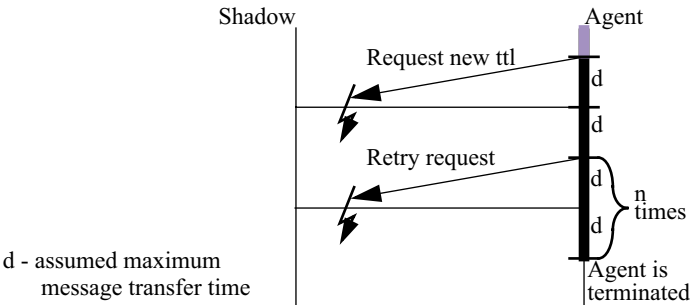 Shadow
Agent
Request new ttl
d
d
Retry request
d
n
times
d
d - assumed maximum
message transfer time
Agent is
terminated